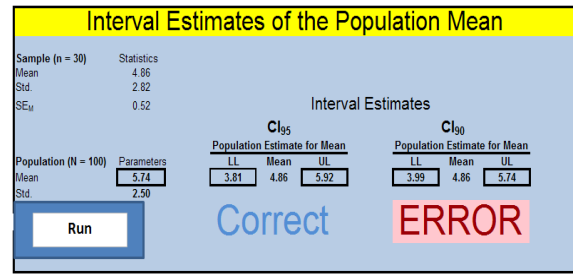 Interval Estimates of the Population Mean
Sample (n = 30) Statistics
Mean 4.86
Std. 2.82
SEM 0.52
Interval Estimates
CI95 CI90
Population Estimate for Mean Population Estimate for Mean
Population (N = 100) Parameters LL Mean UL LL Mean UL
Mean 5.74 3.81 4.86 5.92 3.99 4.86 5.74
Std. 2.50
Run Correct ERROR